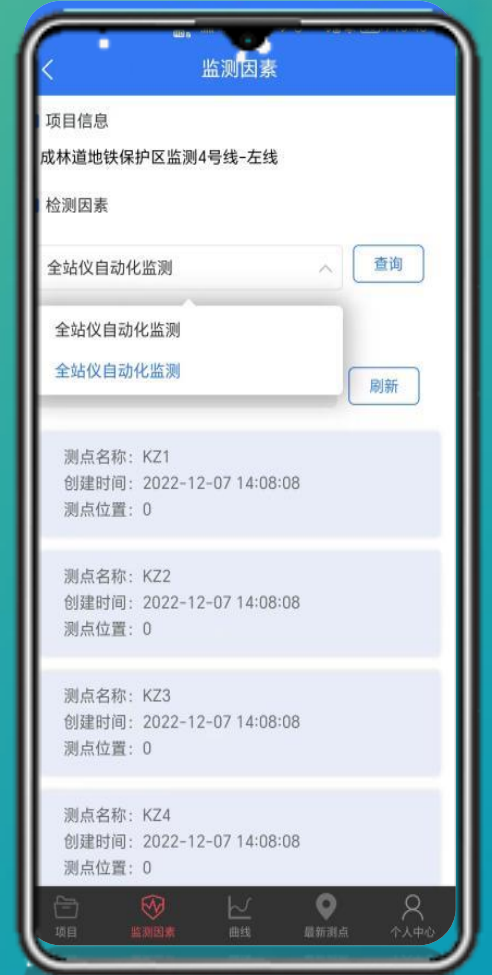 监测因素
项目信息
成林道地铁保护区监测4号线-左线
检测因素
全站仪自动化监测
查询
全站仪自动化监测
全站仪自动化监测
刷新
测点名称: KZ1
创建时间: 2022-12-07 14:08:08
测点位置: 0
测点名称: KZ2
创建时间: 2022-12-07 14:08:08
测点位置: 0
测点名称: KZ3
创建时间: 2022-12-07 14:08:08
测点位置: 0
测点名称: KZ4
创建时间: 2022-12-07 14:08:08
测点位置: 0
项目 监测因素 曲线 最新测点 个人中心